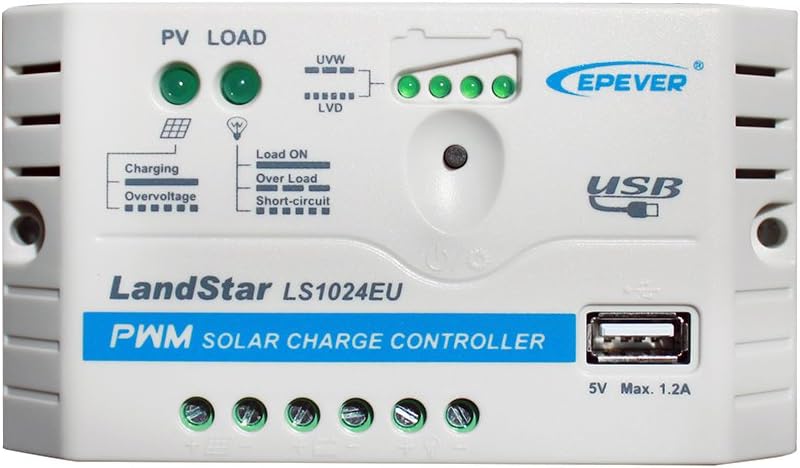 PV LOAD
UVW
LVD
EPEVER®
Charging
Overvoltage
Load ON
Over Load
Short-circuit
USB
LandStar LS1024EU
PWM SOLAR CHARGE CONTROLLER
5V Max. 1.2A
+ - + - + -